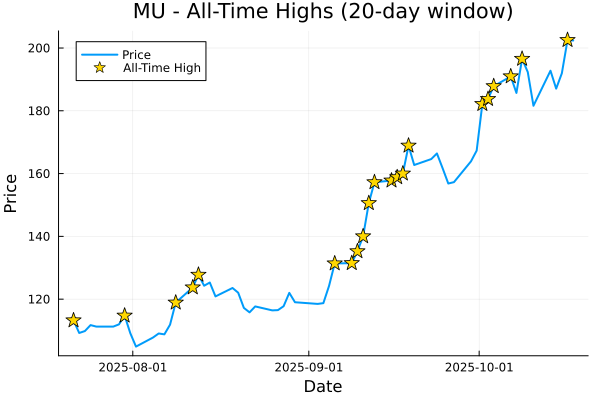 MU - All-Time Highs (20-day window)
Price
All-Time High
200
180
160
140
120
Price
2025-08-01
2025-09-01
2025-10-01
Date